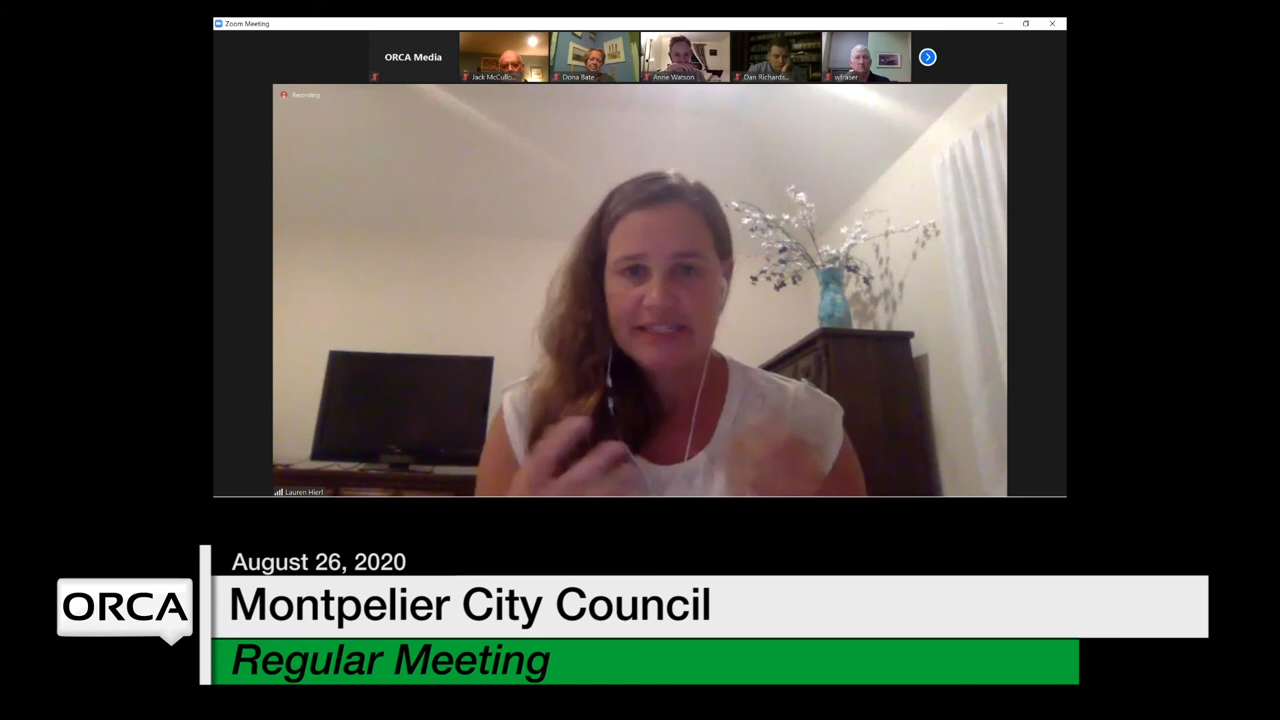 Zoom Meeting
ORCA Media
Jack McCullo...
Dona Bate
Anne Watson
Dan Richards...
wfraser
Recording
Lauren Hierl
August 26, 2020
Montpelier City Council
ORCA
Regular Meeting